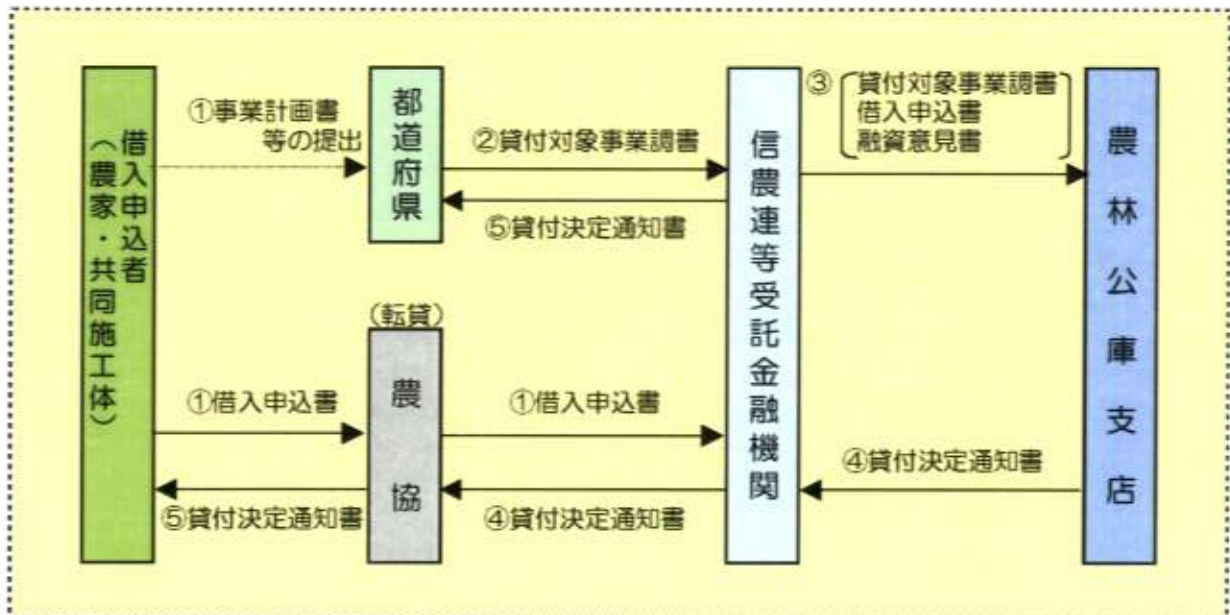 借入申込者
（農家・共同施工体）
①事業計画書
等の提出
都道府県
②貸付対象事業調書
⑤貸付決定通知書
信農連等受託金融機関
③
貸付対象事業調書
借入申込書
融資意見書
農林公庫支店
（転貸）
農協
①借入申込書
①借入申込書
⑤貸付決定通知書
④貸付決定通知書
④貸付決定通知書